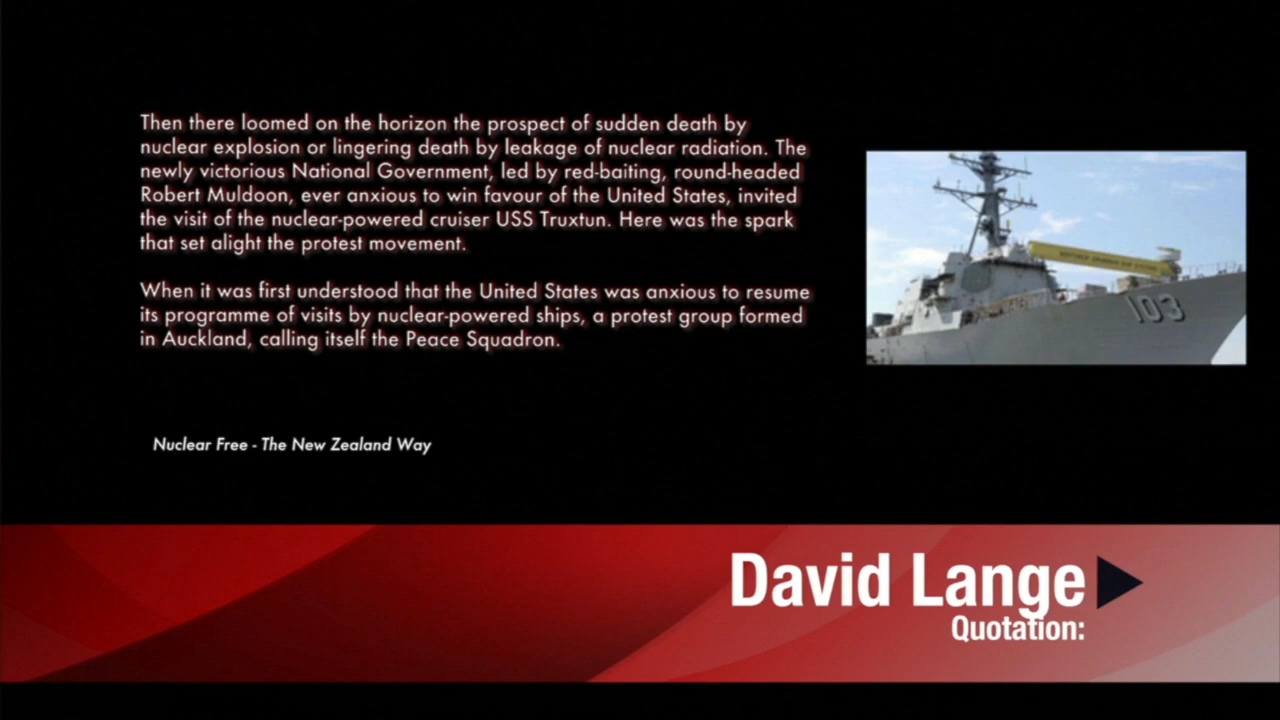 Then there loomed on the horizon the prospect of sudden death by
nuclear explosion or lingering death by leakage of nuclear radiation. The
newly victorious National Government, led by red-baiting, round-headed
Robert Muldoon, ever anxious to win favour of the United States, invited
the visit of the nuclear-powered cruiser USS Truxtun. Here was the spark
that set alight the protest movement.
When it was first understood that the United States was anxious to resume
its programme of visits by nuclear-powered ships, a protest group formed
in Auckland, calling itself the Peace Squadron.
103
Nuclear Free - The New Zealand Way
David Lange
Quotation: